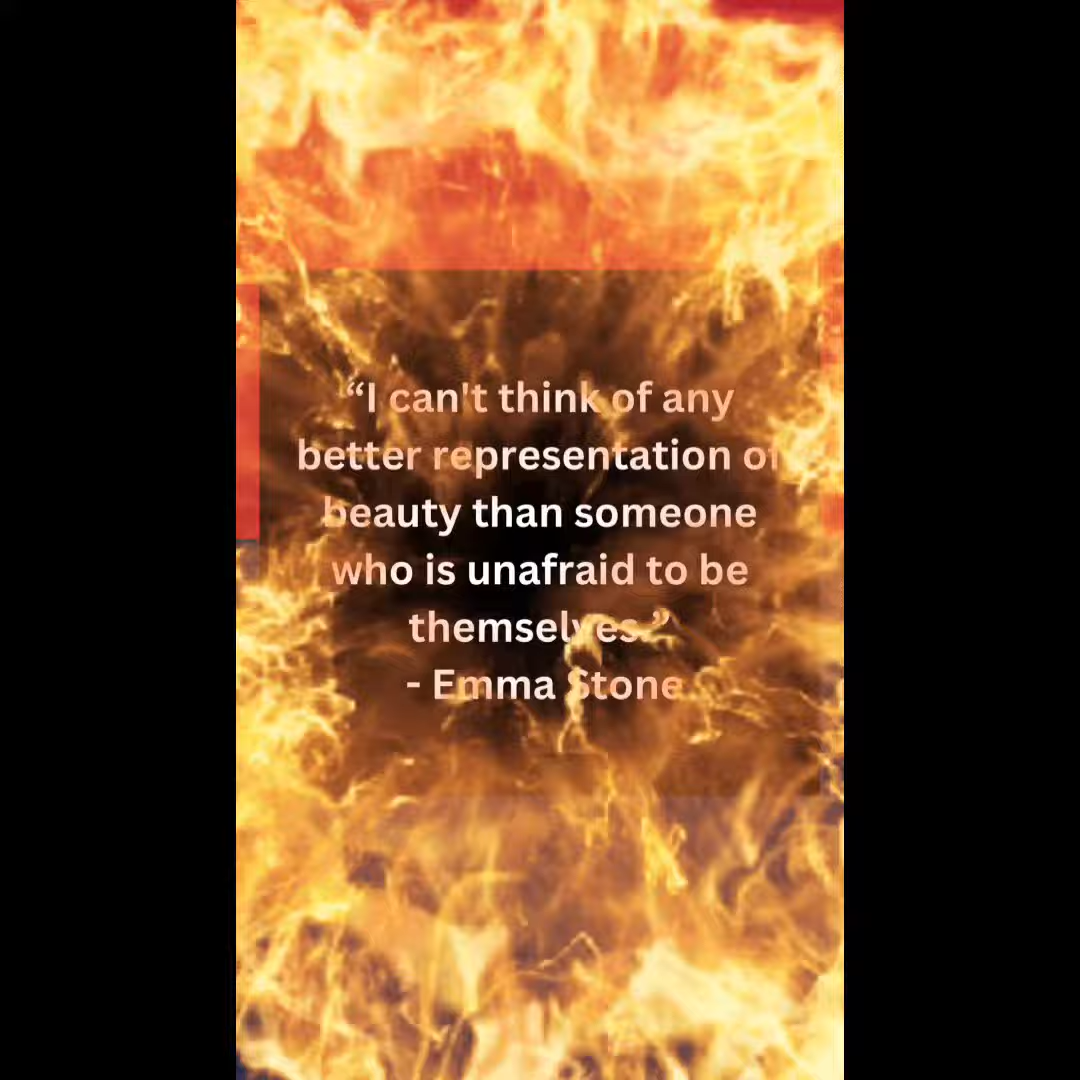 “I can't think of any
better representation of
beauty than someone
who is unafraid to be
themselves.”
- Emma Stone